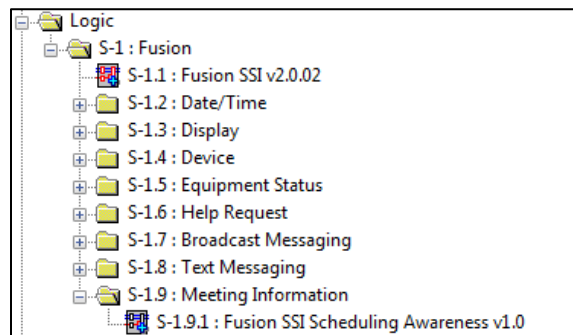 Logic
S-1 : Fusion
S-1.1 : Fusion SSI v2.0.02
S-1.2 : Date/Time
S-1.3 : Display
S-1.4 : Device
S-1.5 : Equipment Status
S-1.6 : Help Request
S-1.7 : Broadcast Messaging
S-1.8 : Text Messaging
S-1.9 : Meeting Information
S-1.9.1 : Fusion SSI Scheduling Awareness v1.0